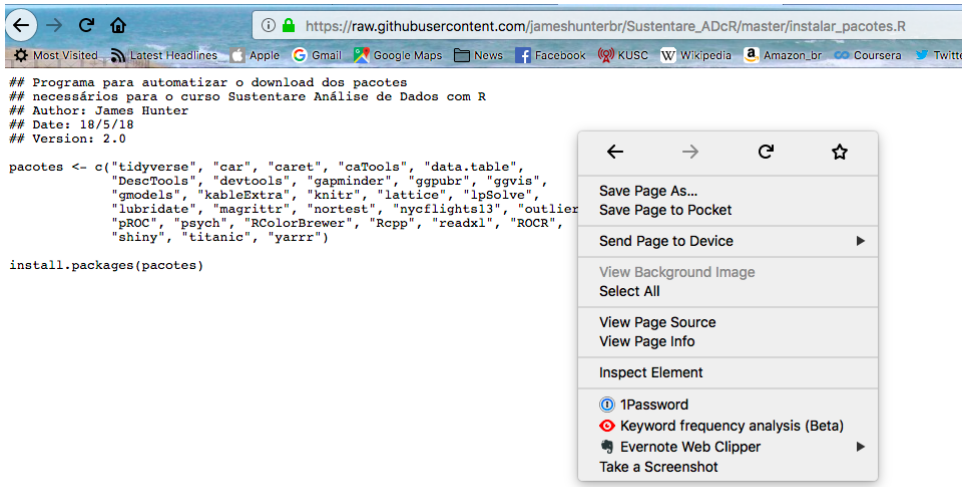 https://raw.githubusercontent.com/jameshunterbr/Sustentare_ADcR/master/instalar_pacotes.R
Most Visited Latest Headlines Apple Gmail Google Maps News Facebook KUSC Wikipedia Amazon_br Coursera Twitte
## Programa para automatizar o download dos pacotes
## necessários para o curso Sustentare Análise de Dados com R
## Author: James Hunter
## Date: 18/5/18
## Version: 2.0
pacotes <- c("tidyverse", "car", "caret", "caTools", "data.table",
"DescTools", "devtools", "gapminder", "ggpubr", "ggvis",
"gmodels", "kableExtra", "knitr", "lattice", "lpSolve",
"lubridate", "magrittr", "nortest", "nycflights13", "outlier
"pROC", "psych", "RColorBrewer", "Rcpp", "readxl", "ROCR",
"shiny", "titanic", "yarrr")
install.packages(pacotes)
Save Page As...
Save Page to Pocket
Send Page to Device
View Background Image
Select All
View Page Source
View Page Info
Inspect Element
1Password
Keyword frequency analysis (Beta)
Evernote Web Clipper
Take a Screenshot